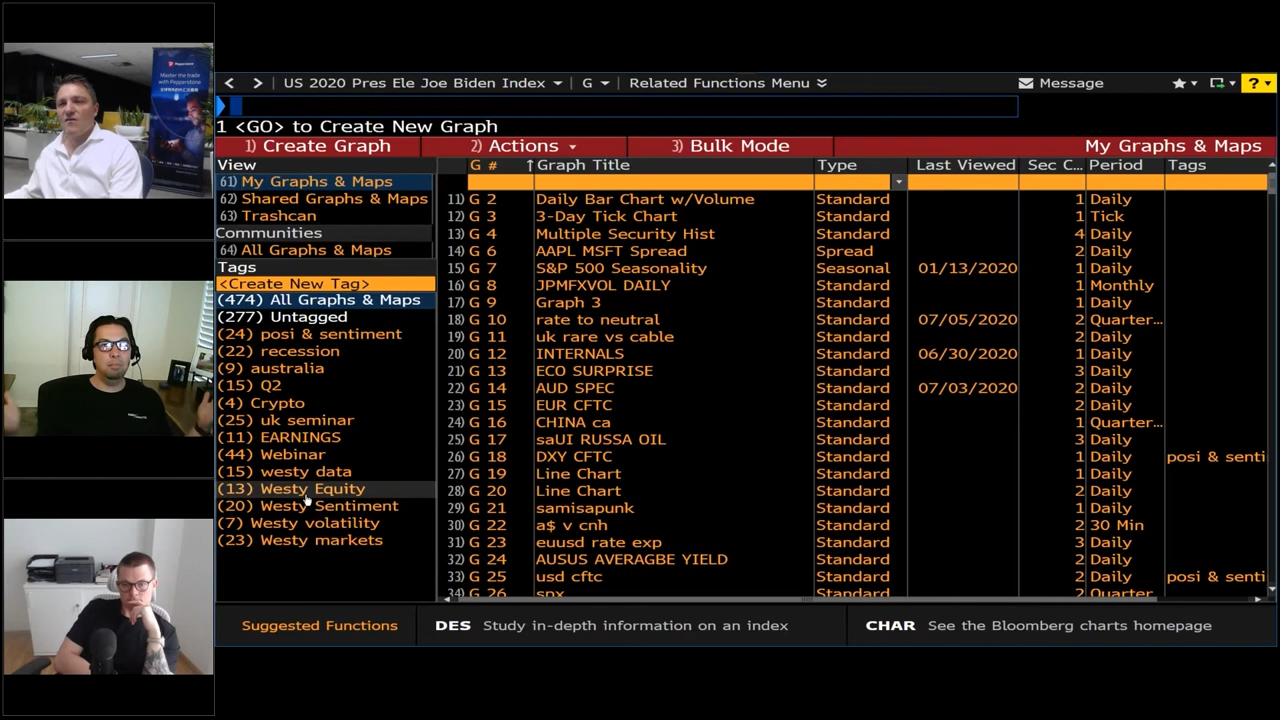 Pepperstone
Master the trade
with Pepperstone
US 2020 Pres Ele Joe Biden Index
G
Related Functions Menu
Message
?
1 <GO> to Create New Graph
1) Create Graph
2) Actions
3) Bulk Mode
My Graphs & Maps
View
61) My Graphs & Maps
62) Shared Graphs & Maps
63) Trashcan
Communities
64) All Graphs & Maps
Tags
<Create New Tag>
(474) All Graphs & Maps
(277) Untagged
(24) posi & sentiment
(22) recession
(9) australia
(15) Q2
(4) Crypto
(25) uk seminar
(11) EARNINGS
(44) Webinar
(15) westy data
(13) Westy Equity
(20) Westy Sentiment
(7) Westy volatility
(23) Westy markets
G # ↑ Graph Title Type Last Viewed Sec C... Period Tags
11) G 2 Daily Bar Chart w/Volume Standard 1 Daily
12) G 3 3-Day Tick Chart Standard 1 Tick
13) G 4 Multiple Security Hist Standard 4 Daily
14) G 6 AAPL MSFT Spread Spread 2 Daily
15) G 7 S&P 500 Seasonality Seasonal 01/13/2020 1 Daily
16) G 8 JPMFXVOL DAILY Standard 1 Monthly
17) G 9 Graph 3 Standard 1 Daily
18) G 10 rate to neutral Standard 07/05/2020 2 Quarter...
19) G 11 uk rare vs cable Standard 2 Daily
20) G 12 INTERNALS Standard 06/30/2020 1 Daily
21) G 13 ECO SURPRISE Standard 3 Daily
22) G 14 AUD SPEC Standard 07/03/2020 2 Daily
23) G 15 EUR CFTC Standard 2 Daily
24) G 16 CHINA ca Standard 1 Quarter...
25) G 17 saUI RUSSA OIL Standard 3 Daily
26) G 18 DXY CFTC Standard 1 Daily posi & senti
27) G 19 Line Chart Standard 1 Daily
28) G 20 Line Chart Standard 2 Daily
29) G 21 samisapunk Standard 1 Daily
30) G 22 a$ v cnh Standard 2 30 Min
31) G 23 euusd rate exp Standard 3 Daily
32) G 24 AUSUS AVERAGBE YIELD Standard 2 Daily
33) G 25 usd cftc Standard 2 Daily posi & senti
34) G 26 spx Standard 2 Quarter
Suggested Functions
DES Study in-depth information on an index
CHAR See the Bloomberg charts homepage